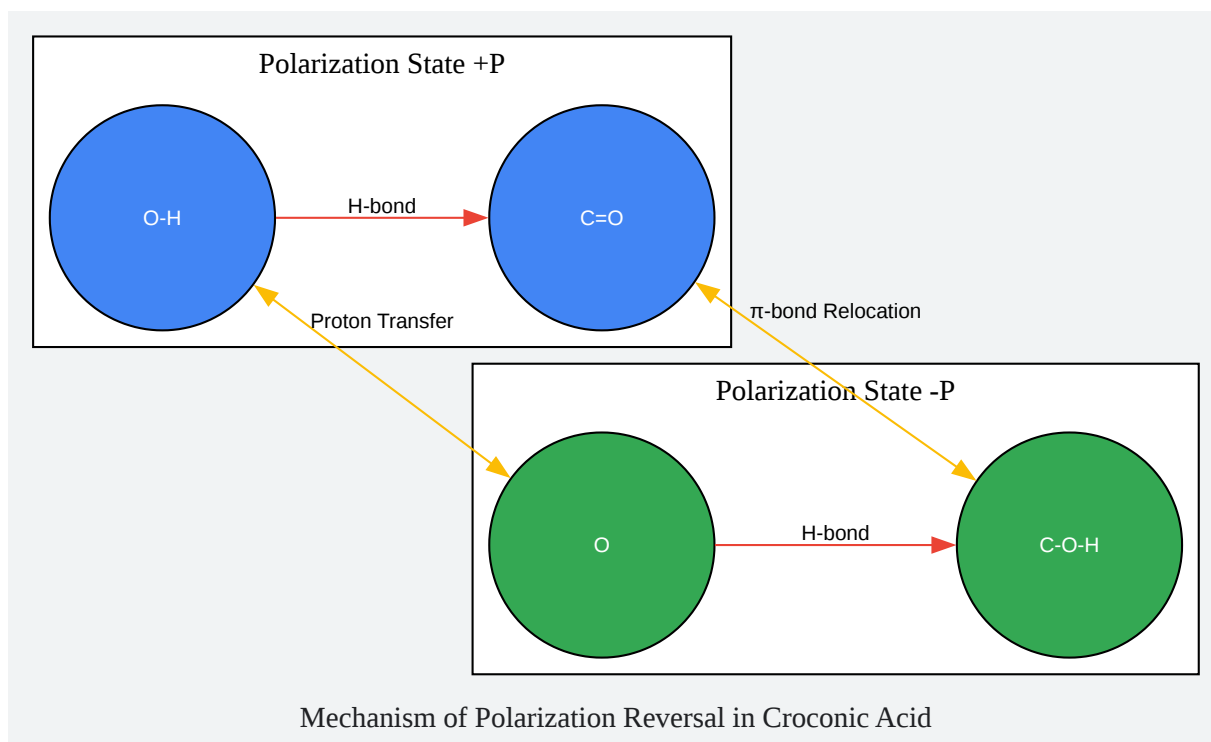 Polarization State +P
O-H
H-bond
C=O
Proton Transfer
π-bond Relocation
Polarization State -P
O
H-bond
C-O-H
Mechanism of Polarization Reversal in Croconic Acid